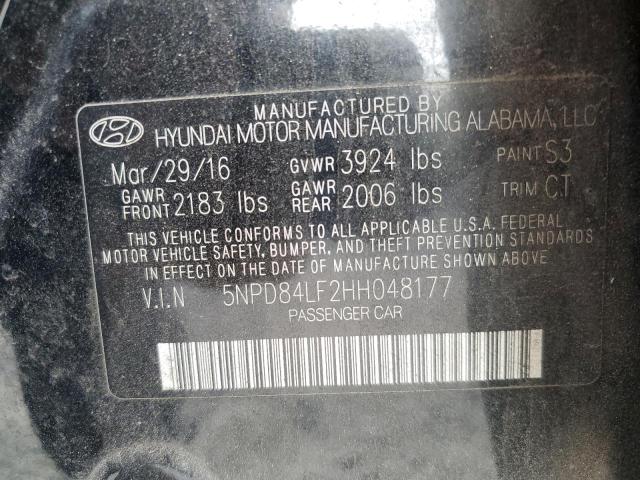 MANUFACTURED BY
HYUNDAI MOTOR MANUFACTURING ALABAMA, LLC
Mar/29/16 GVWR 3924 lbs PAINT S3
GAWR FRONT 2183 lbs GAWR REAR 2006 lbs TRIM CT
THIS VEHICLE CONFORMS TO ALL APPLICABLE U.S.A. FEDERAL
MOTOR VEHICLE SAFETY, BUMPER, AND THEFT PREVENTION STANDARDS
IN EFFECT ON THE DATE OF MANUFACTURE SHOWN ABOVE
V.I.N 5NPD84LF2HH048177
PASSENGER CAR